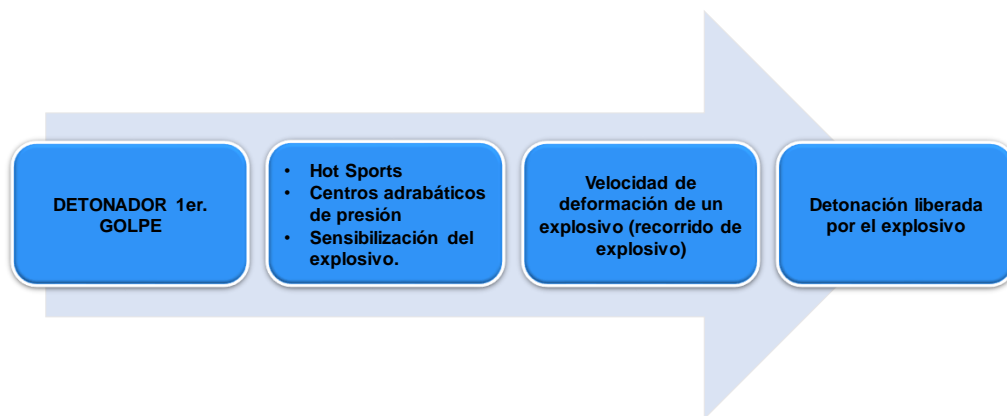 DETONADOR 1er.
GOLPE
• Hot Sports
• Centros adrabáticos
de presión
• Sensibilización del
explosivo.
Velocidad de
deformación de un
explosivo (recorrido de
explosivo)
Detonación liberada
por el explosivo